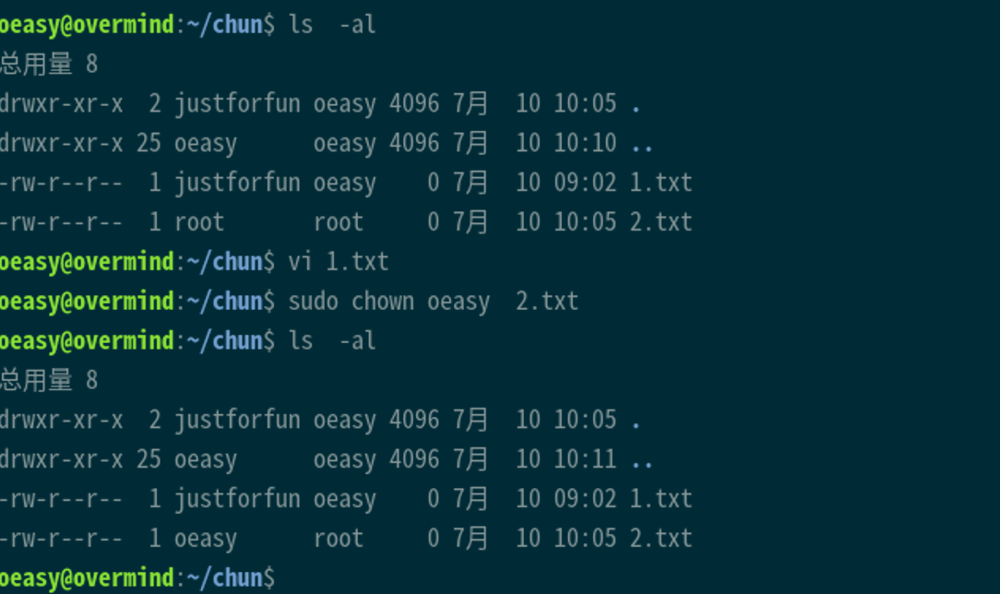 oeasy@overmind:~/chun$ ls  -al
总用量 8
drwxr-xr-x  2 justforfun oeasy 4096 7月  10 10:05 .
drwxr-xr-x 25 oeasy      oeasy 4096 7月  10 10:10 ..
-rw-r--r--  1 justforfun oeasy    0 7月  10 09:02 1.txt
-rw-r--r--  1 root       root     0 7月  10 10:05 2.txt
oeasy@overmind:~/chun$ vi 1.txt
oeasy@overmind:~/chun$ sudo chown oeasy  2.txt
oeasy@overmind:~/chun$ ls  -al
总用量 8
drwxr-xr-x  2 justforfun oeasy 4096 7月  10 10:05 .
drwxr-xr-x 25 oeasy      oeasy 4096 7月  10 10:11 ..
-rw-r--r--  1 justforfun oeasy    0 7月  10 09:02 1.txt
-rw-r--r--  1 oeasy      root     0 7月  10 10:05 2.txt
oeasy@overmind:~/chun$